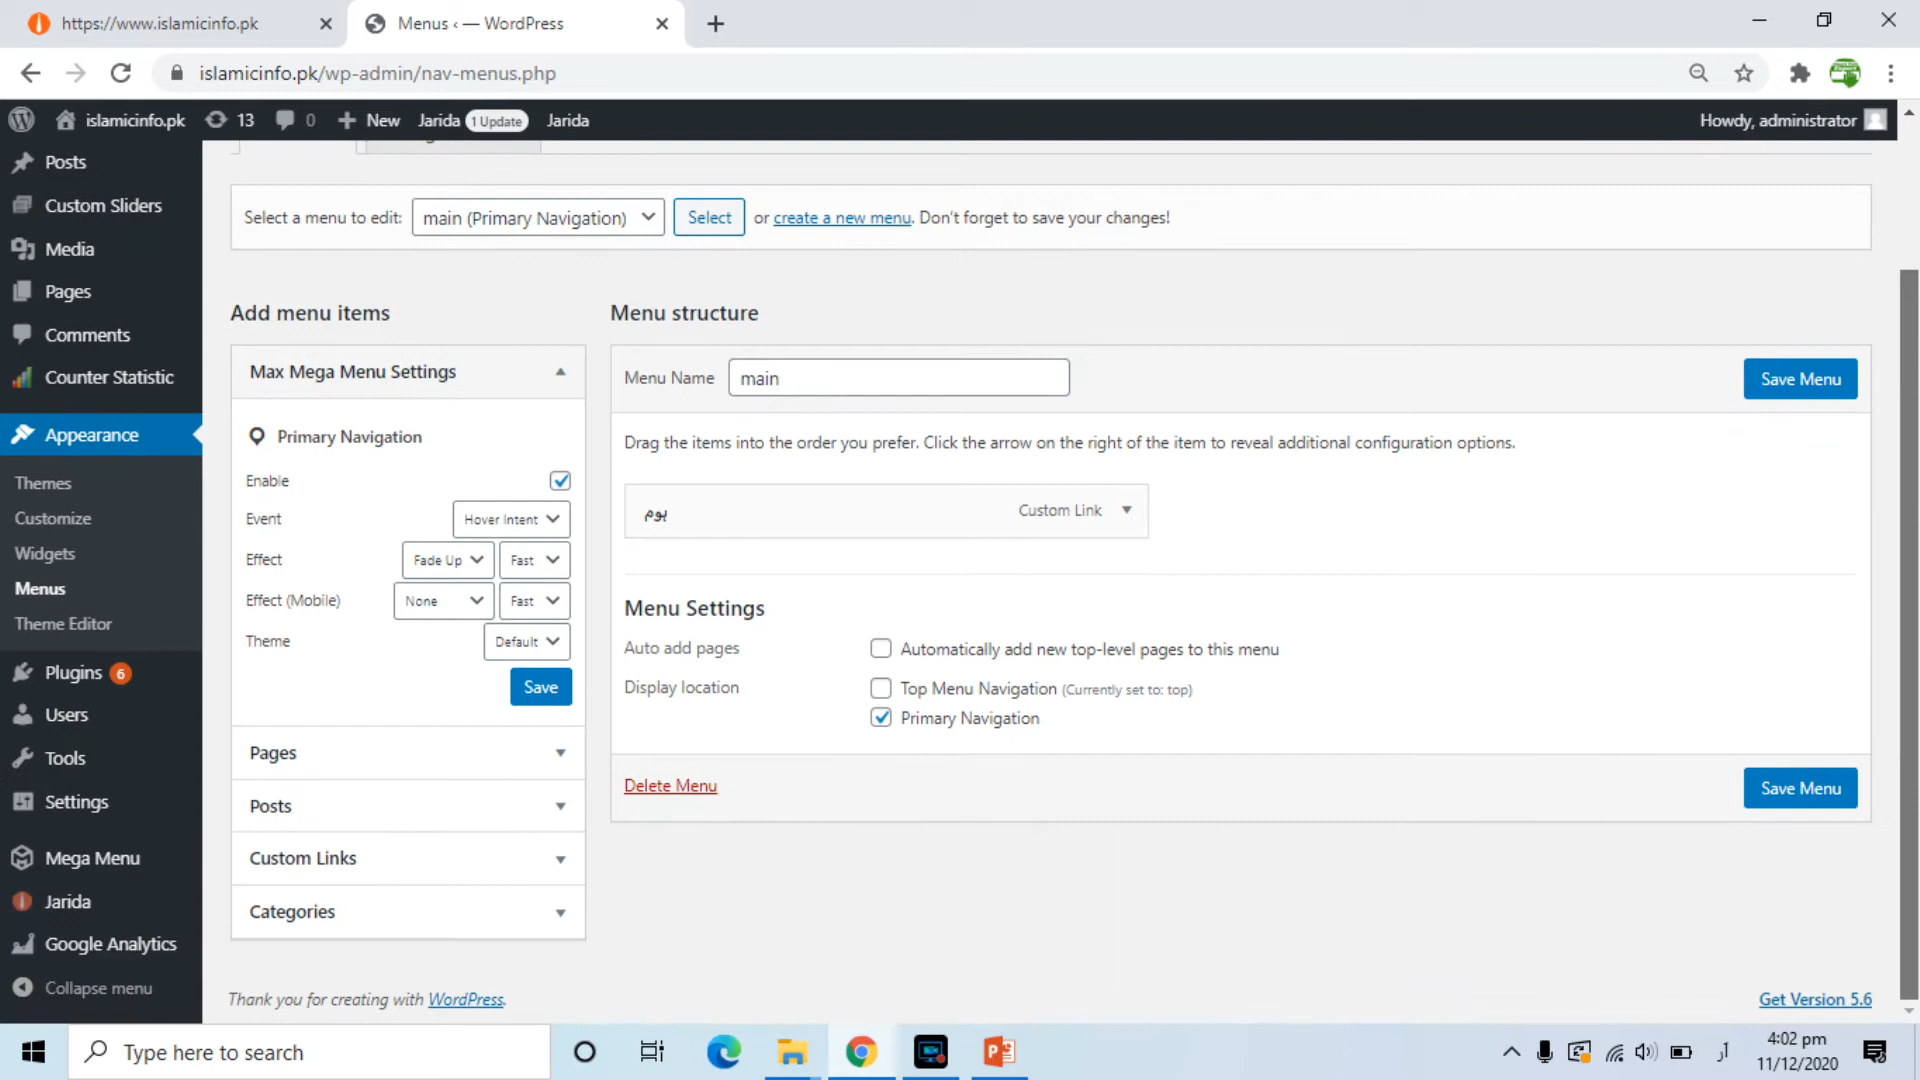 https://www.islamicinfo.pk
Menus ‹ — WordPress
islamicinfo.pk/wp-admin/nav-menus.php
islamicinfo.pk 13 0 New Jarida 1 Update Jarida
Howdy, administrator
Posts
Custom Sliders
Media
Pages
Comments
Counter Statistic
Appearance
Themes
Customize
Widgets
Menus
Theme Editor
Plugins 6
Users
Tools
Settings
Mega Menu
Jarida
Google Analytics
Collapse menu
Select a menu to edit: main (Primary Navigation) Select or create a new menu. Don't forget to save your changes!
Add menu items
Max Mega Menu Settings
Primary Navigation
Enable
Event Hover Intent
Effect Fade Up Fast
Effect (Mobile) None Fast
Theme Default
Save
Pages
Posts
Custom Links
Categories
Menu structure
Menu Name main Save Menu
Drag the items into the order you prefer. Click the arrow on the right of the item to reveal additional configuration options.
ہوم Custom Link
Menu Settings
Auto add pages Automatically add new top-level pages to this menu
Display location Top Menu Navigation (Currently set to: top)
Primary Navigation
Delete Menu Save Menu
Thank you for creating with WordPress.
Get Version 5.6
Type here to search
4:02 pm
11/12/2020